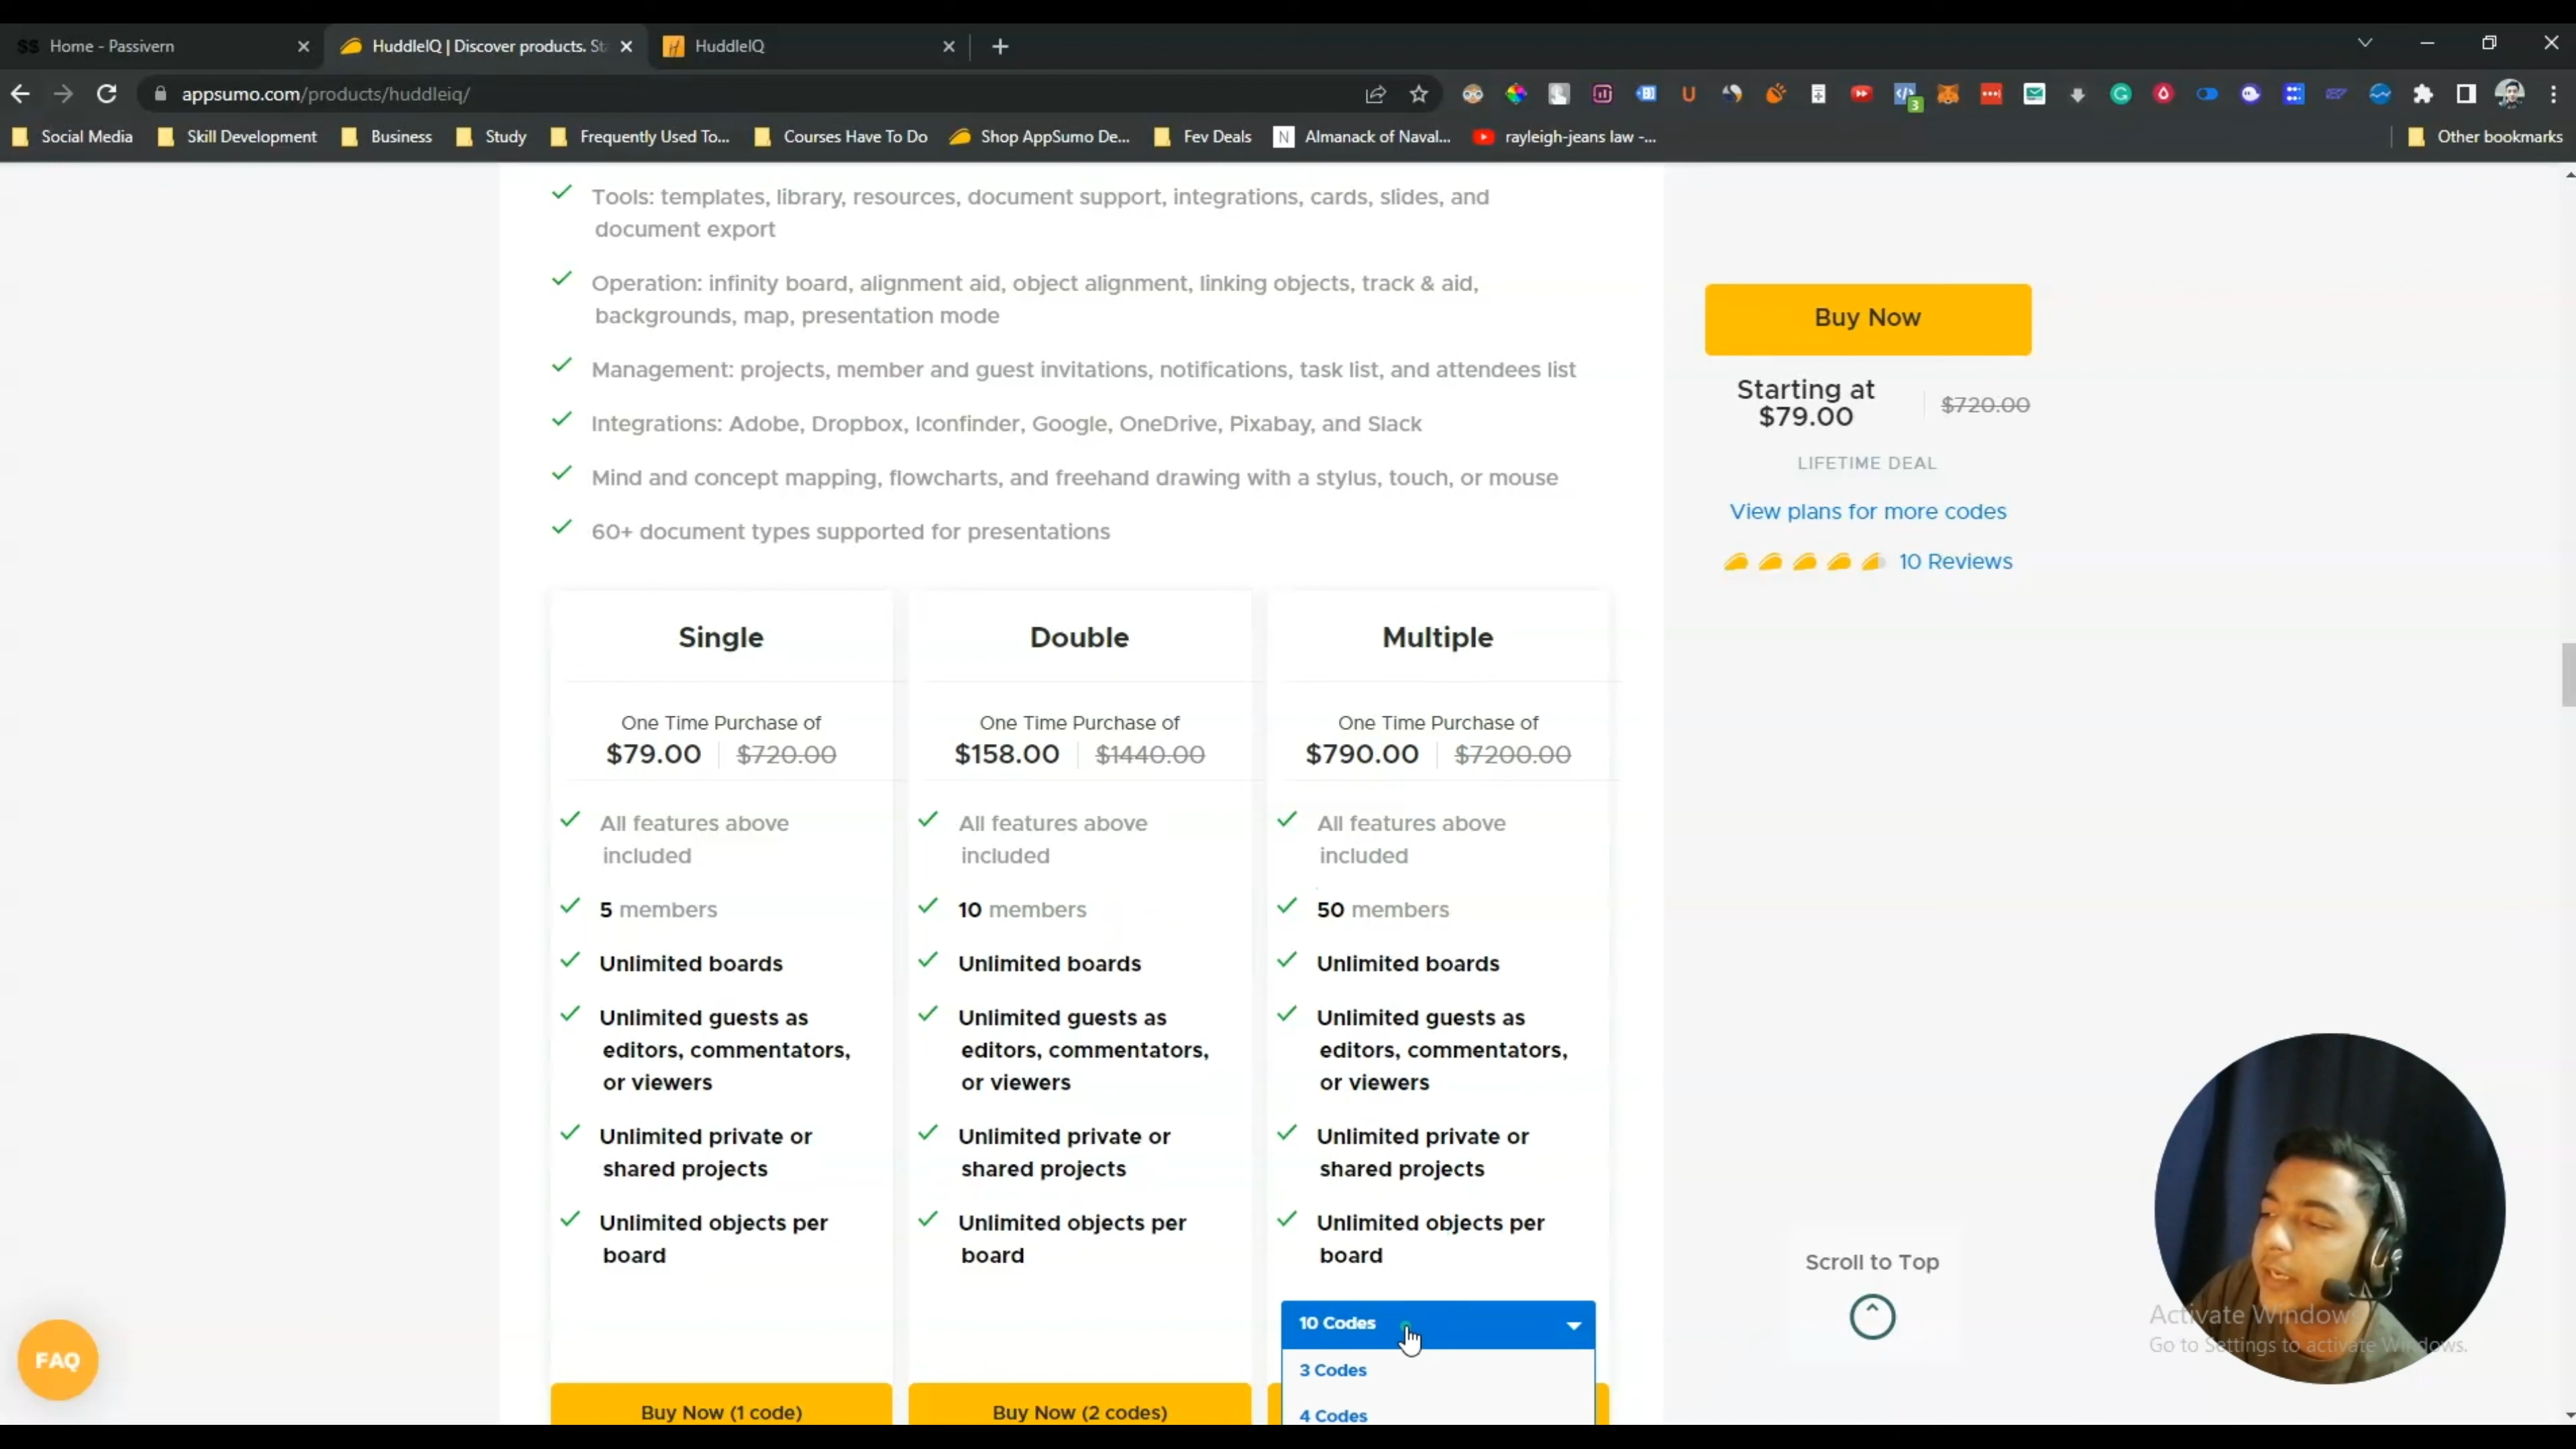 Home - Passivern
HuddleIQ | Discover products. St
HuddleIQ
appsumo.com/products/huddleiq/
3
Social Media
Skill Development
Business
Study
Frequently Used To...
Courses Have To Do
Shop AppSumo De...
Fev Deals
N
Almanack of Naval...
rayleigh-jeans law -...
Other bookmarks
Tools: templates, library, resources, document support, integrations, cards, slides, and
document export
Operation: infinity board, alignment aid, object alignment, linking objects, track & aid,
backgrounds, map, presentation mode
Management: projects, member and guest invitations, notifications, task list, and attendees list
Integrations: Adobe, Dropbox, Iconfinder, Google, OneDrive, Pixabay, and Slack
Mind and concept mapping, flowcharts, and freehand drawing with a stylus, touch, or mouse
60+ document types supported for presentations
Buy Now
Starting at
$79.00
$720.00
LIFETIME DEAL
View plans for more codes
10 Reviews
Single
One Time Purchase of
$79.00
$720.00
All features above
included
5 members
Unlimited boards
Unlimited guests as
editors, commentators,
or viewers
Unlimited private or
shared projects
Unlimited objects per
board
Buy Now (1 code)
Double
One Time Purchase of
$158.00
$1440.00
All features above
included
10 members
Unlimited boards
Unlimited guests as
editors, commentators,
or viewers
Unlimited private or
shared projects
Unlimited objects per
board
Buy Now (2 codes)
Multiple
One Time Purchase of
$790.00
$7200.00
All features above
included
50 members
Unlimited boards
Unlimited guests as
editors, commentators,
or viewers
Unlimited private or
shared projects
Unlimited objects per
board
10 Codes
3 Codes
4 Codes
Scroll to Top
FAQ
Activate Window
Go to Settings to activate Windows.